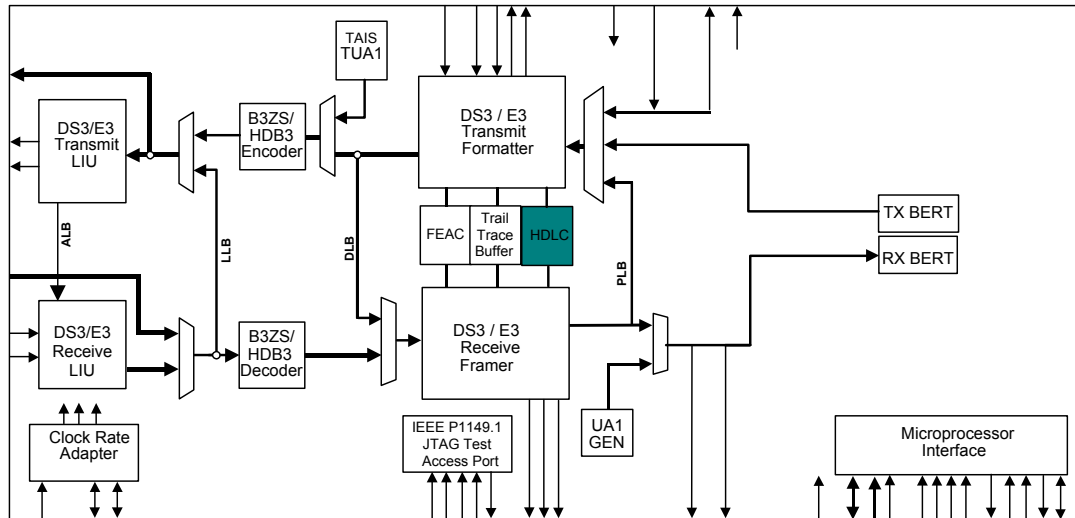 TAIS
TUA1
DS3/E3
Transmit
LIU
B3ZS/
HDB3
Encoder
DS3 / E3
Transmit
Formatter
FEAC
Trail
Trace
Buffer
HDLC
TX BERT
RX BERT
ALB
LLB
DLB
PLB
DS3/E3
Receive
LIU
B3ZS/
HDB3
Decoder
DS3 / E3
Receive
Framer
Clock Rate
Adapter
IEEE P1149.1
JTAG Test
Access Port
UA1
GEN
Microprocessor
Interface